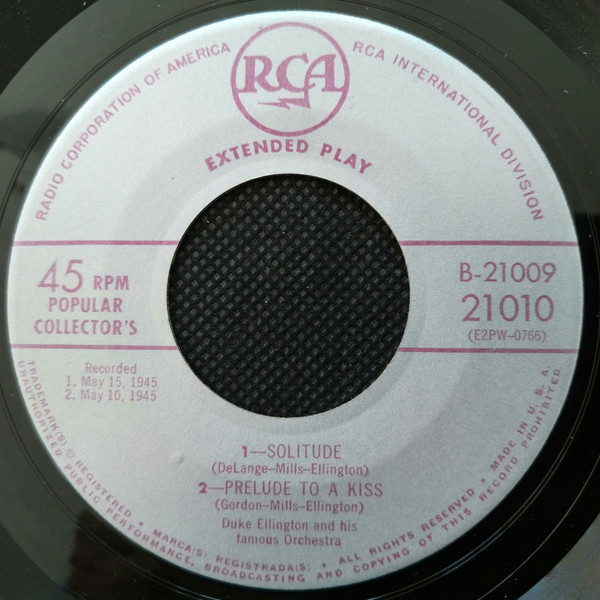 RADIO CORPORATION OF AMERICA
RCA
RCA INTERNATIONAL DIVISION
EXTENDED PLAY
45 RPM
POPULAR
COLLECTOR'S
B-21009
21010
(E2PW-0766)
Recorded
1. May 15, 1945
2. May 10, 1945
1—SOLITUDE
(DeLange-Mills-Ellington)
2—PRELUDE TO A KISS
(Gordon-Mills-Ellington)
Duke Ellington and his
famous Orchestra
TRADEMARK(S) ® REGISTERED • MARCA(S) REGISTRADA(S) • ALL RIGHTS RESERVED • MADE IN U. S. A.
UNAUTHORIZED PUBLIC PERFORMANCE, BROADCASTING AND COPYING OF THIS RECORD PROHIBITED.